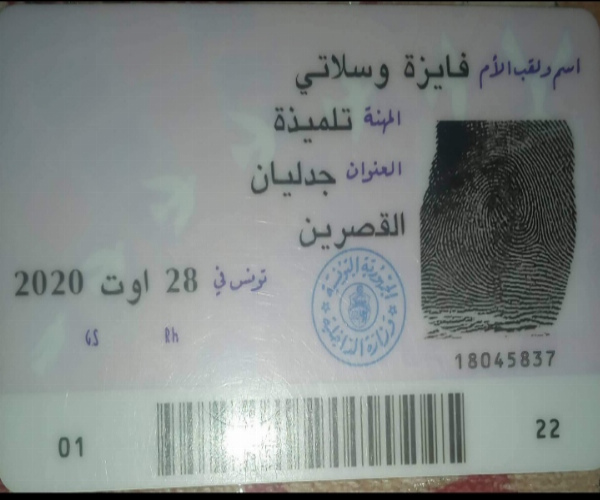 اسم ولقب الأم فايزة وسلاتي
المهنة تلميذة
العنوان جدليان
القصرين
تونس في 28 اوت 2020
الجمهورية التونسية
وزارة الداخلية
GS Rh
18045837
01 22